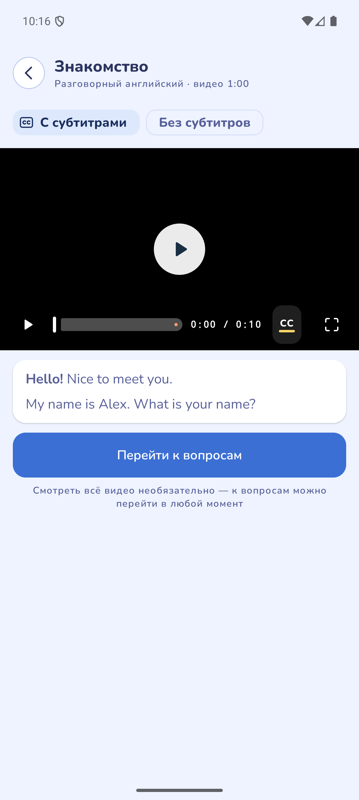 10:16
Знакомство
Разговорный английский · видео 1:00
CC С субтитрами
Без субтитров
0:00 / 0:10 CC
Hello! Nice to meet you.
My name is Alex. What is your name?
Перейти к вопросам
Смотреть всё видео необязательно — к вопросам можно
перейти в любой момент